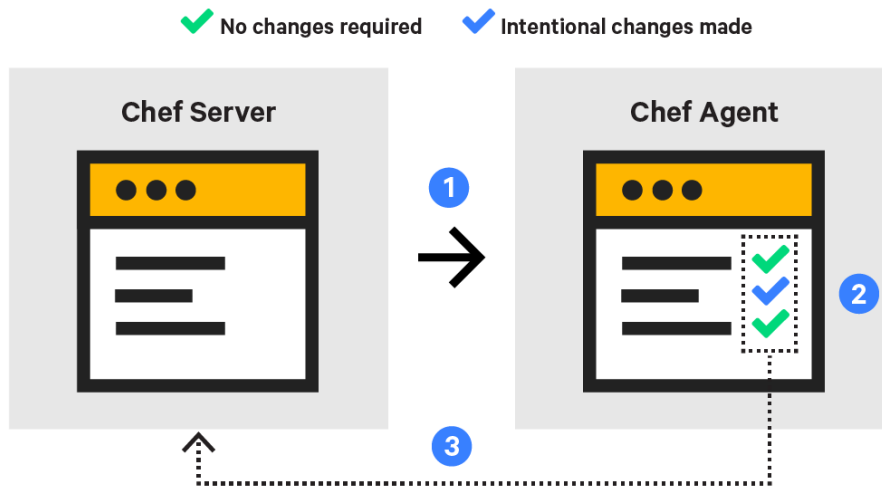 No changes required
Intentional changes made
Chef Server
Chef Agent
1
2
3